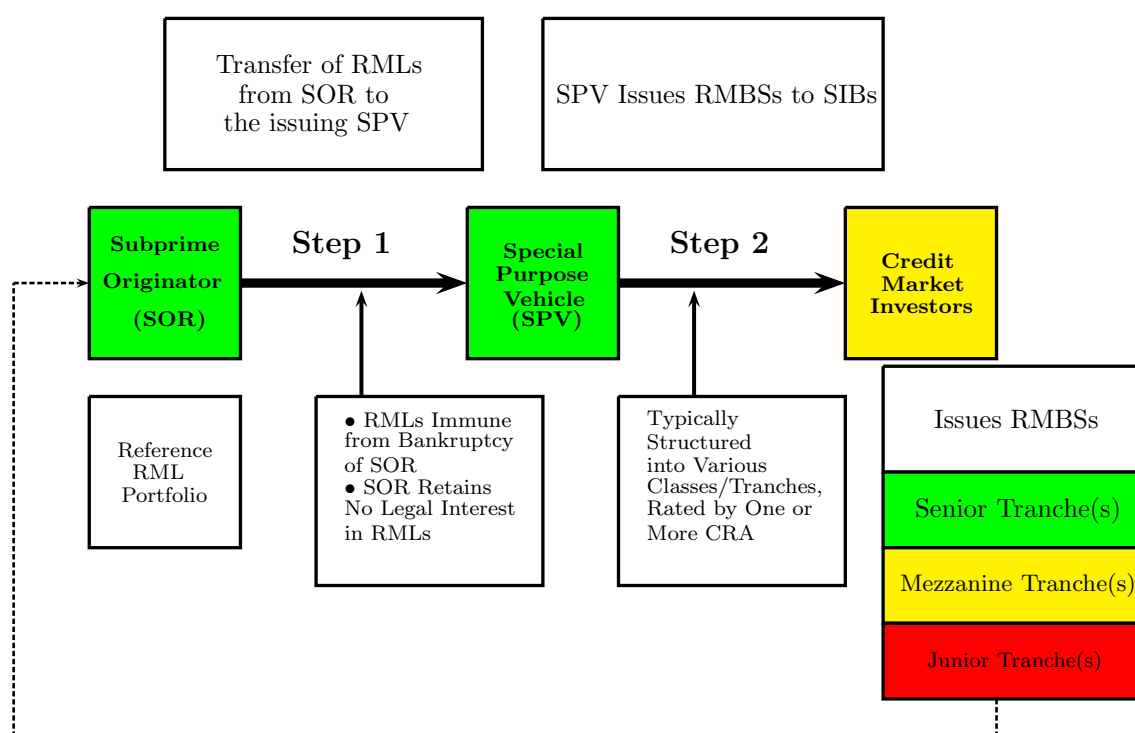 Transfer of RMLs
from SOR to
the issuing SPV
SPV Issues RMBSs to SIBs
Subprime
Originator
(SOR)
Step 1
Special
Purpose
Vehicle
(SPV)
Step 2
Credit
Market
Investors
Reference
RML
Portfolio
• RMLs Immune
from Bankruptcy
of SOR
• SOR Retains
No Legal Interest
in RMLs
Typically
Structured
into Various
Classes/Tranches,
Rated by One or
More CRA
Issues RMBSs
Senior Tranche(s)
Mezzanine Tranche(s)
Junior Tranche(s)